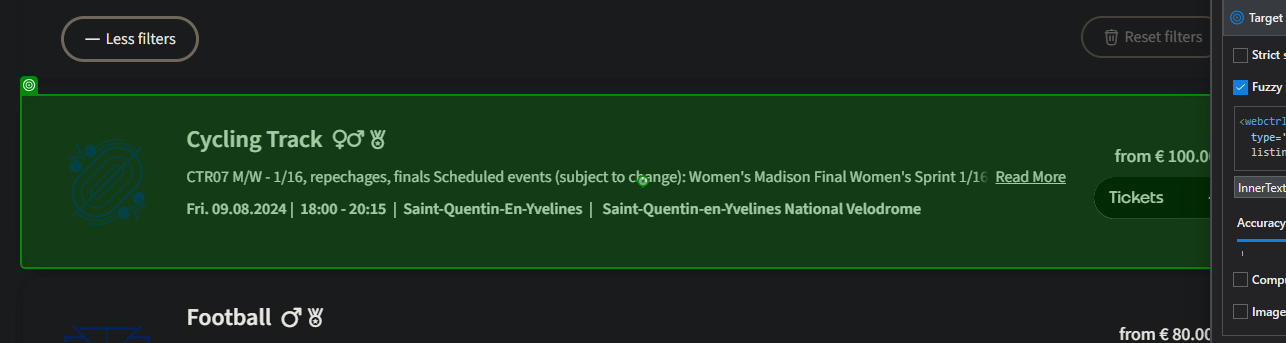 — Less filters
Reset filters
Target
Strict
Fuzzy
Cycling Track
<webctrl
type='
listin
from € 100.00
CTR07 M/W - 1/16, repechages, finals Scheduled events (subject to change): Women's Madison Final Women's Sprint 1/16 Read More
InnerText
Tickets
Fri. 09.08.2024 | 18:00 - 20:15 | Saint-Quentin-En-Yvelines | Saint-Quentin-en-Yvelines National Velodrome
Accuracy
Compu
Image
Football
from € 80.00